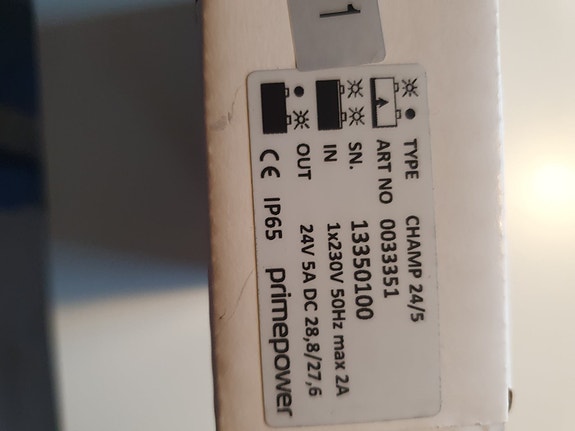 1
TYPE CHAMP 24/5
ART NO 0033351
SN. 13350100
IN 1x230V 50Hz max 2A
OUT 24V 5A DC 28,8/27,6
CE IP65 primepower